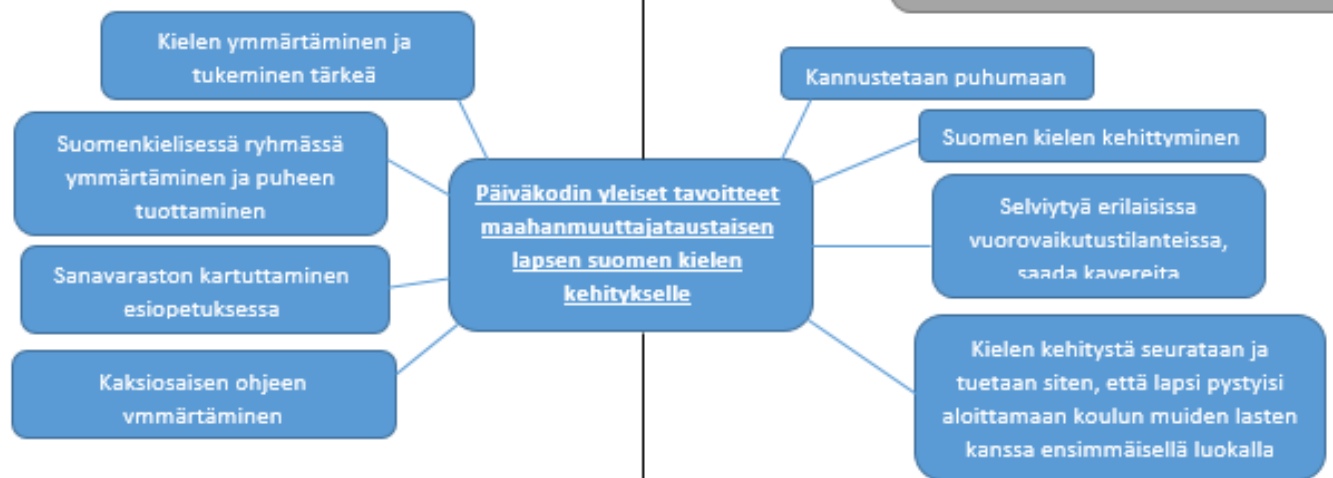 Kielen ymmärtäminen ja
tukeminen tärkeä
Suomenkielisessä ryhmässä
ymmärtäminen ja puheen
tuottaminen
Sanavaraston kartuttaminen
esiopetuksessa
Kaksiosaisen ohjeen
ymmärtäminen
Päiväkodin yleiset tavoitteet
maahanmuuttajataustaisen
lapsen suomen kielen
kehitykselle
Kannustetaan puhumaan
Suomen kielen kehittyminen
Selviytyä erilaisissa
vuorovaikutustilanteissa,
saada kavereita
Kielen kehitystä seurataan ja
tuetaan siten, että lapsi pystyisi
aloittamaan koulun muiden lasten
kanssa ensimmäisellä luokalla